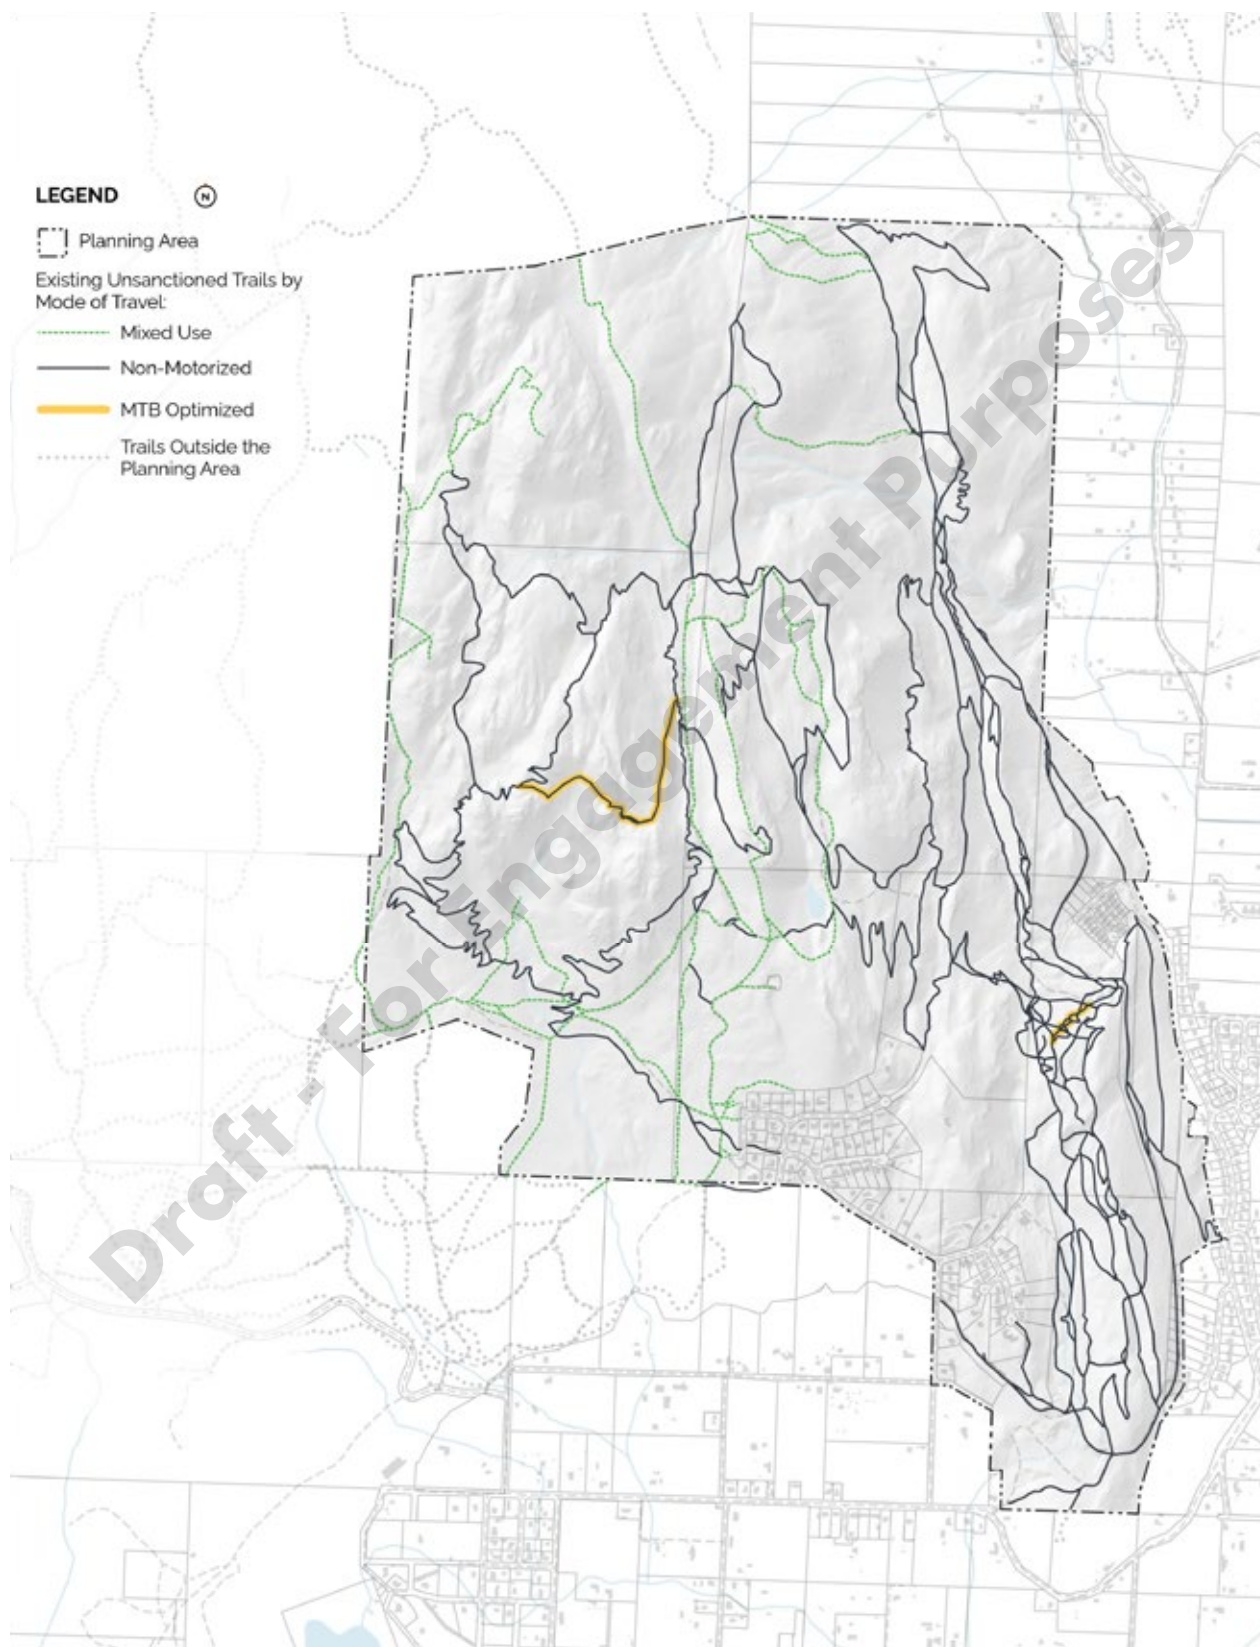 LEGEND
N
Planning Area
Existing Unsanctioned Trails by
Mode of Travel:
Mixed Use
Non-Motorized
MTB Optimized
Trails Outside the
Planning Area
Draft - For Engagement Purposes